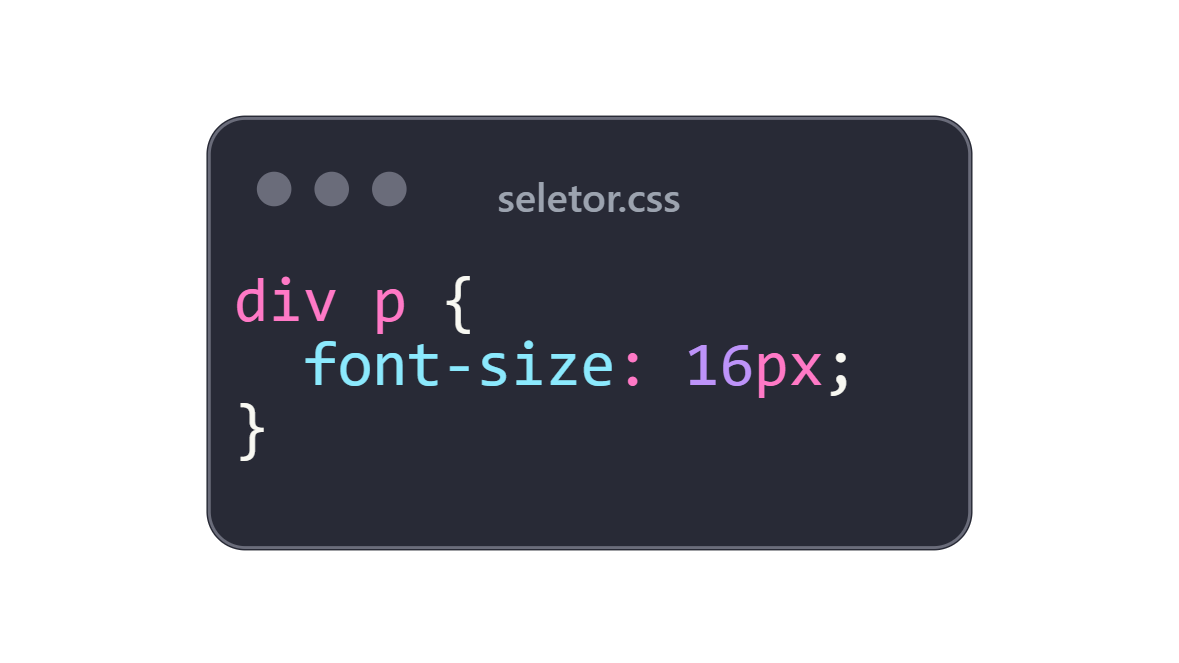 seletor.css
div p {
  font-size: 16px;
}